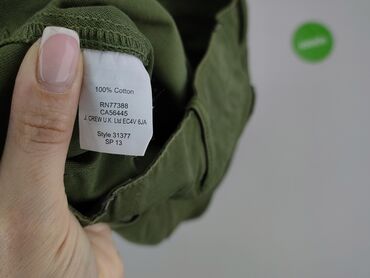 100% Cotton
RN77388
CA56445
J.CREW U.K. Ltd EC4V 6JA
Style 31377
SP 13